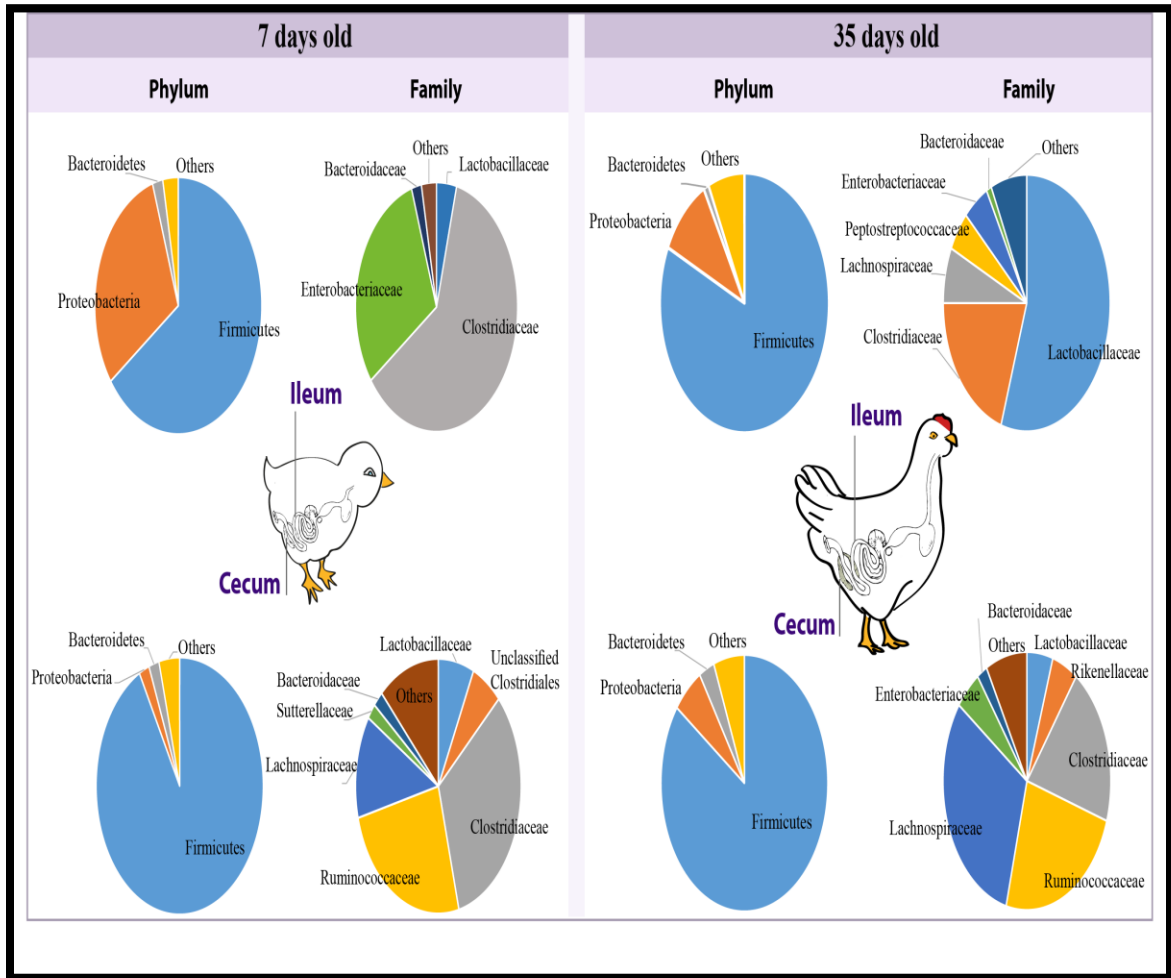 7 days old
35 days old
Phylum
Family
Phylum
Family
Bacteroidetes
Others
Proteobacteria
Firmicutes
Others
Bacteroidaceae
Lactobacillaceae
Enterobacteriaceae
Clostridiaceae
Bacteroidetes
Others
Proteobacteria
Firmicutes
Bacteroidaceae
Others
Enterobacteriaceae
Peptostreptococcaceae
Lachnospiraceae
Clostridiaceae
Lactobacillaceae
Ileum
Cecum
Ileum
Cecum
Bacteroidetes
Others
Proteobacteria
Firmicutes
Lactobacillaceae
Unclassified
Clostridiales
Bacteroidaceae
Others
Sutterellaceae
Lachnospiraceae
Clostridiaceae
Ruminococcaceae
Bacteroidetes
Others
Proteobacteria
Firmicutes
Bacteroidaceae
Others
Lactobacillaceae
Rikenellaceae
Enterobacteriaceae
Clostridiaceae
Lachnospiraceae
Ruminococcaceae